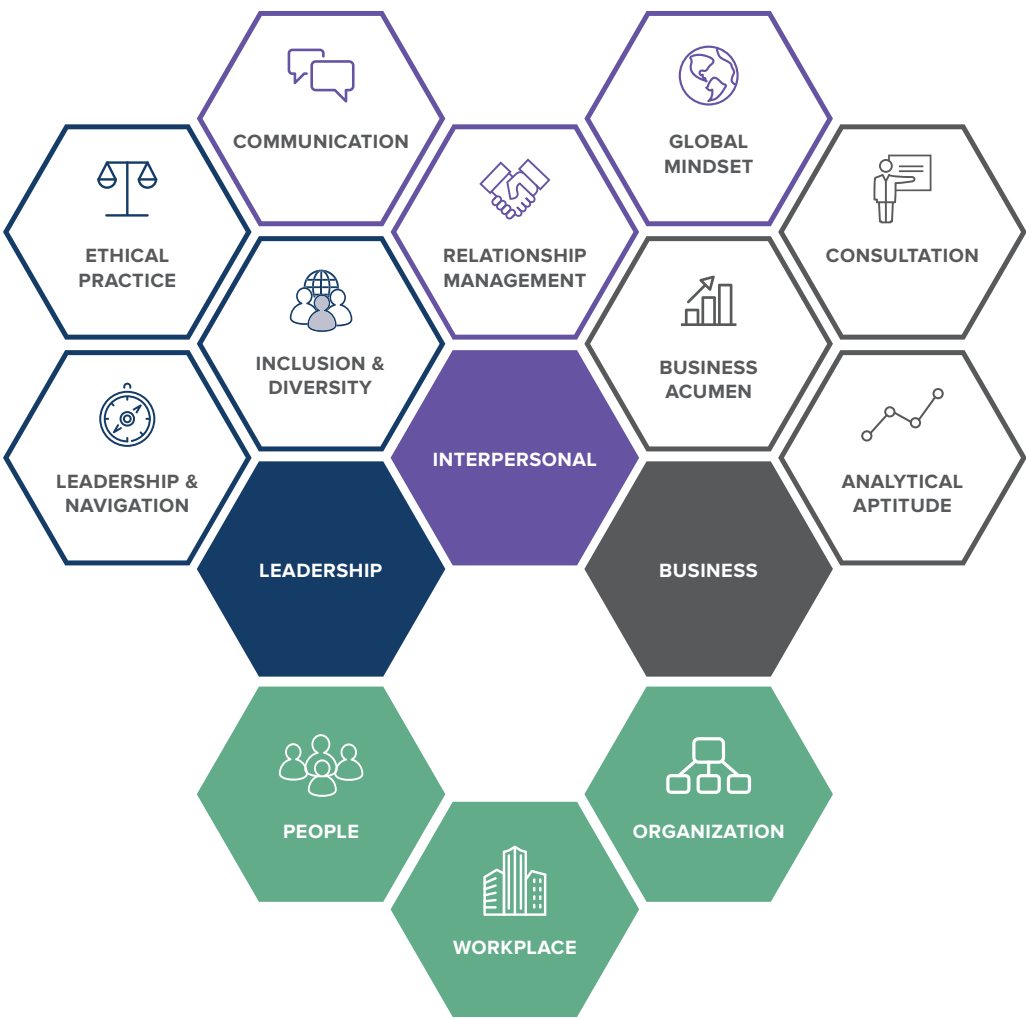 COMMUNICATION
GLOBAL
MINDSET
ETHICAL
PRACTICE
RELATIONSHIP
MANAGEMENT
CONSULTATION
INCLUSION &
DIVERSITY
BUSINESS
ACUMEN
LEADERSHIP &
NAVIGATION
INTERPERSONAL
ANALYTICAL
APTITUDE
LEADERSHIP
BUSINESS
PEOPLE
ORGANIZATION
WORKPLACE